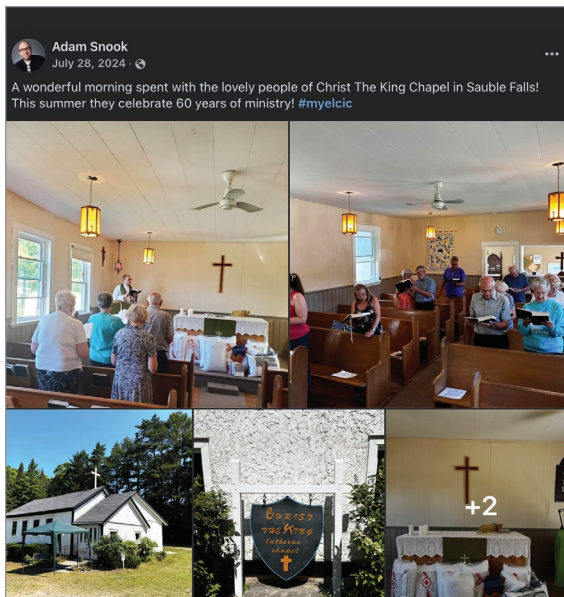 Adam Snook
July 28, 2024 ·
A wonderful morning spent with the lovely people of Christ The King Chapel in Sauble Falls!
This summer they celebrate 60 years of ministry! #myelcic
CHRIST
THE KING
lutheran
chapel
+2